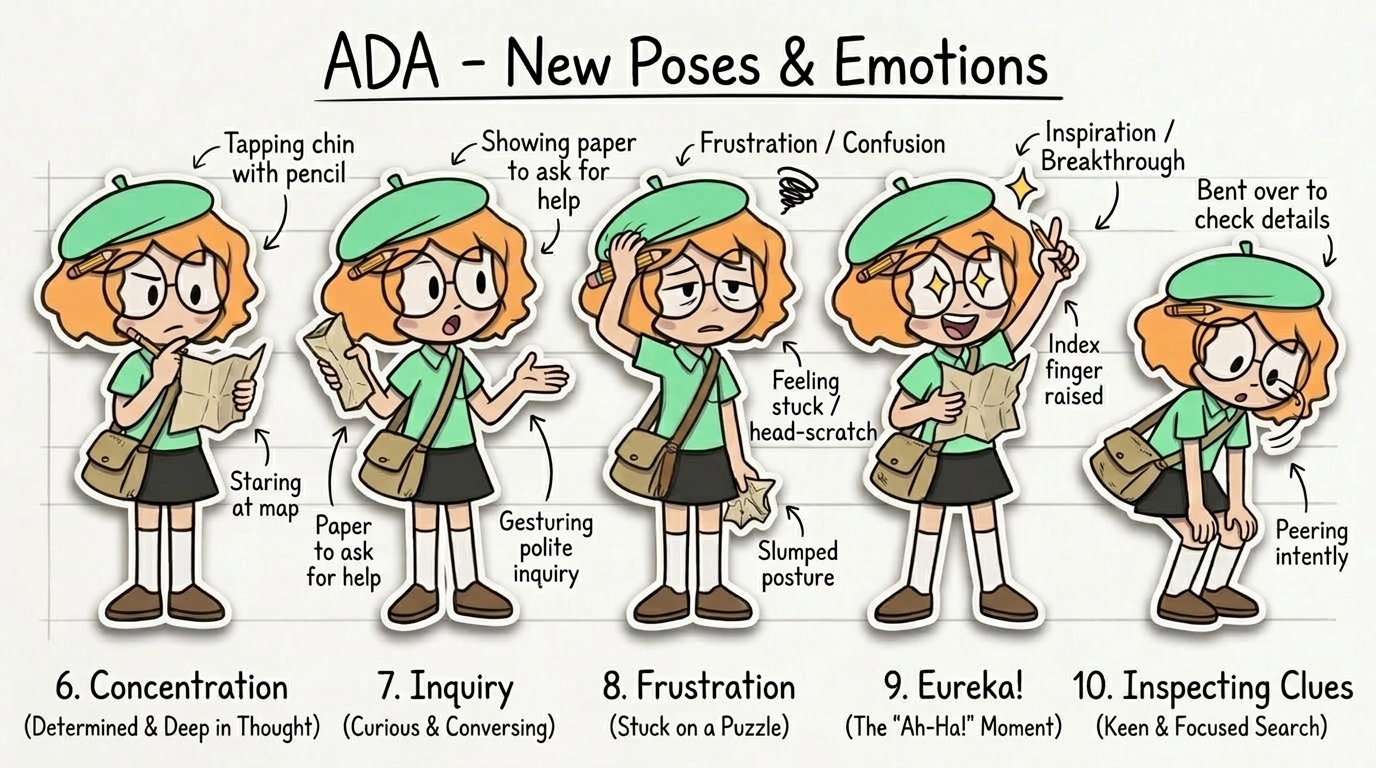 ADA - New Poses & Emotions
Tapping chin
with pencil
Showing paper
to ask for
help
Frustration / Confusion
Inspiration /
Breakthrough
Bent over to
check details
Index
finger
raised
Feeling
stuck /
head-scratch
Staring
at map
Paper
to ask
for help
Gesturing
polite
inquiry
Slumped
posture
Peering
intently
6. Concentration
(Determined & Deep in Thought)
7. Inquiry
(Curious & Conversing)
8. Frustration
(Stuck on a Puzzle)
9. Eureka!
(The "Ah-Ha!" Moment)
10. Inspecting Clues
(Keen & Focused Search)